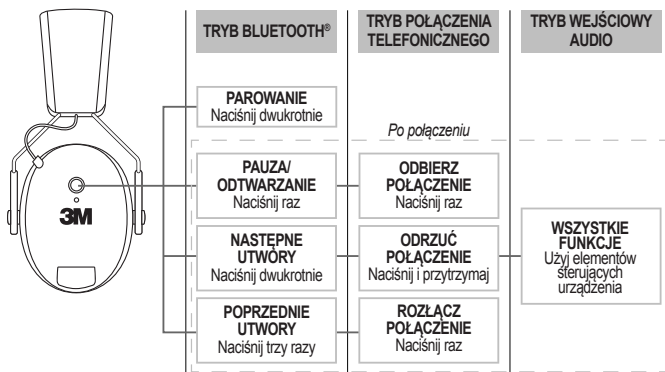 TRYB BLUETOOTH®
TRYB POŁĄCZENIA
TELEFONICZNEGO
TRYB WEJŚCIOWY
AUDIO
PAROWANIE
Naciśnij dwukrotnie
Po połączeniu
PAUZA/
ODTWARZANIE
Naciśnij raz
ODBIERZ
POŁĄCZENIE
Naciśnij raz
3M
NASTĘPNE
UTWORY
Naciśnij dwukrotnie
ODRZUĆ
POŁĄCZENIE
Naciśnij i przytrzymaj
WSZYSTKIE
FUNKCJE
Użyj elementów
sterujących
urządzenia
POPRZEDNIE
UTWORY
Naciśnij trzy razy
ROZŁĄCZ
POŁĄCZENIE
Naciśnij raz